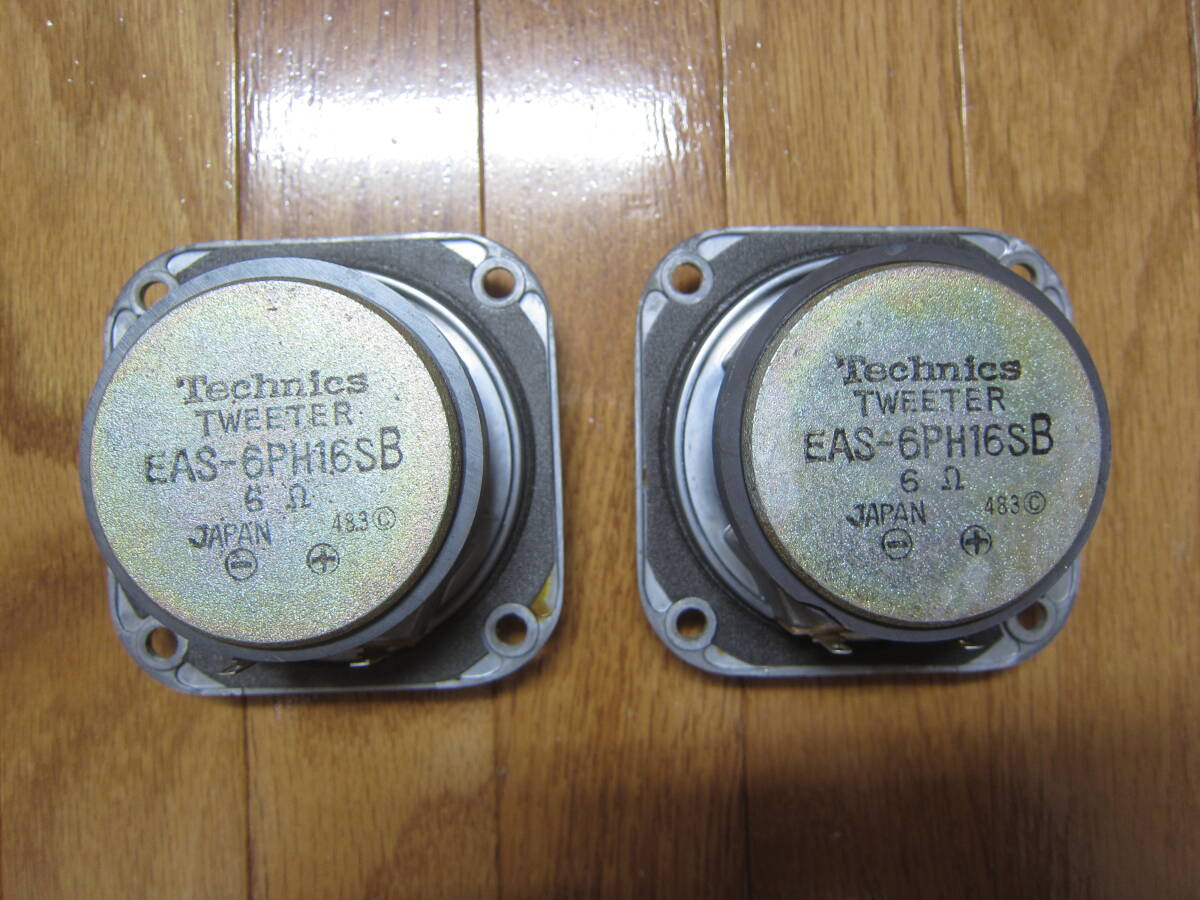 Technics
TWEETER
EAS-6PH16SB
6 Ω
JAPAN 483©
⊖ ⊕
Technics
TWEETER
EAS-6PH16SB
6 Ω
JAPAN 483©
⊖ ⊕